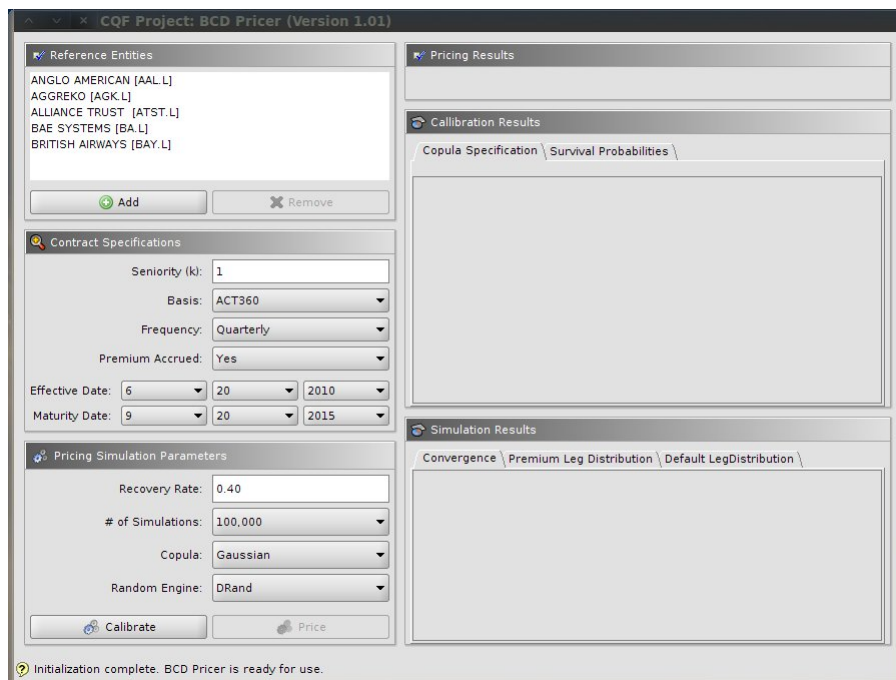 CQF Project: BCD Pricer (Version 1.01)
Reference Entities
ANGLO AMERICAN [AAL.L]
AGGREKO [AGK.L]
ALLIANCE TRUST [ATST.L]
BAE SYSTEMS [BA.L]
BRITISH AIRWAYS [BAY.L]
Add Remove
Contract Specifications
Seniority (k): 1
Basis: ACT360
Frequency: Quarterly
Premium Accrued: Yes
Effective Date: 6 20 2010
Maturity Date: 9 20 2015
Pricing Simulation Parameters
Recovery Rate: 0.40
# of Simulations: 100,000
Copula: Gaussian
Random Engine: DRand
Calibrate Price
Pricing Results
Callibration Results
Copula Specification Survival Probabilities
Simulation Results
Convergence Premium Leg Distribution Default LegDistribution
Initialization complete. BCD Pricer is ready for use.